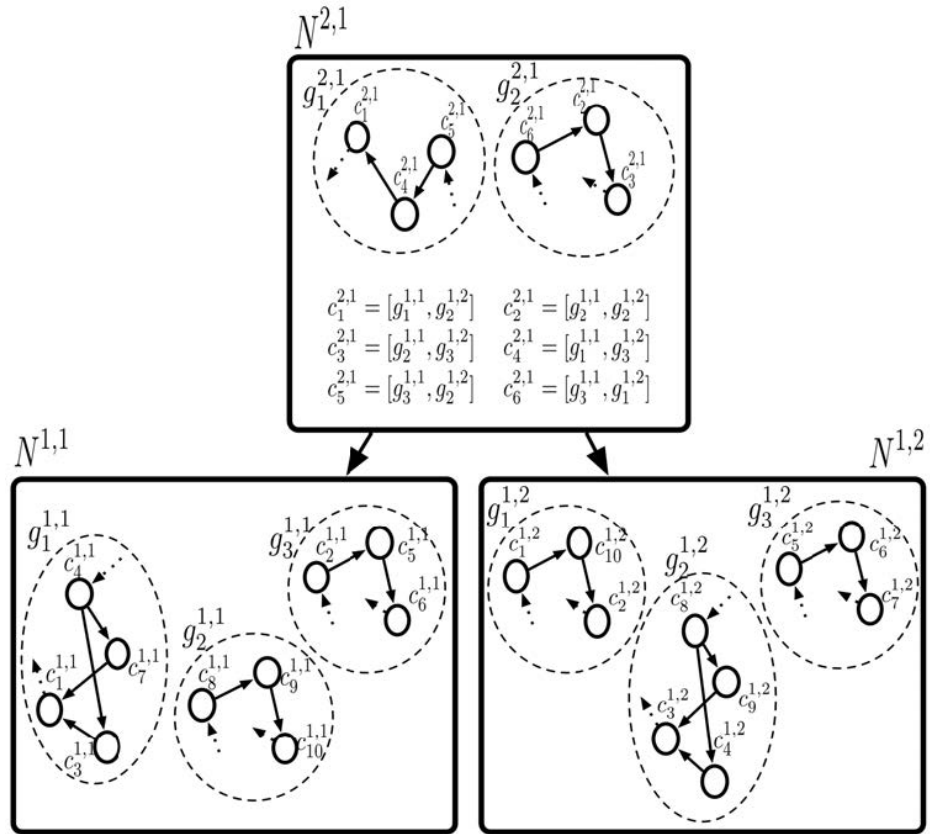 N^{2,1}
g_1^{2,1}
g_2^{2,1}
c_1^{2,1}
c_5^{2,1}
c_4^{2,1}
c_6^{2,1}
c_2^{2,1}
c_3^{2,1}
c_1^{2,1} = [g_1^{1,1}, g_2^{1,2}] c_2^{2,1} = [g_2^{1,1}, g_2^{1,2}]
c_3^{2,1} = [g_2^{1,1}, g_3^{1,2}] c_4^{2,1} = [g_1^{1,1}, g_3^{1,2}]
c_5^{2,1} = [g_3^{1,1}, g_2^{1,2}] c_6^{2,1} = [g_3^{1,1}, g_1^{1,2}]
N^{1,1}
g_1^{1,1}
c_4^{1,1}
c_7^{1,1}
c_1^{1,1}
c_3^{1,1}
g_2^{1,1}
c_8^{1,1}
c_9^{1,1}
c_{10}^{1,1}
g_3^{1,1}
c_2^{1,1}
c_5^{1,1}
c_6^{1,1}
N^{1,2}
g_1^{1,2}
c_1^{1,2}
c_{10}^{1,2}
c_2^{1,2}
g_2^{1,2}
c_8^{1,2}
c_9^{1,2}
c_3^{1,2}
c_4^{1,2}
g_3^{1,2}
c_5^{1,2}
c_6^{1,2}
c_7^{1,2}